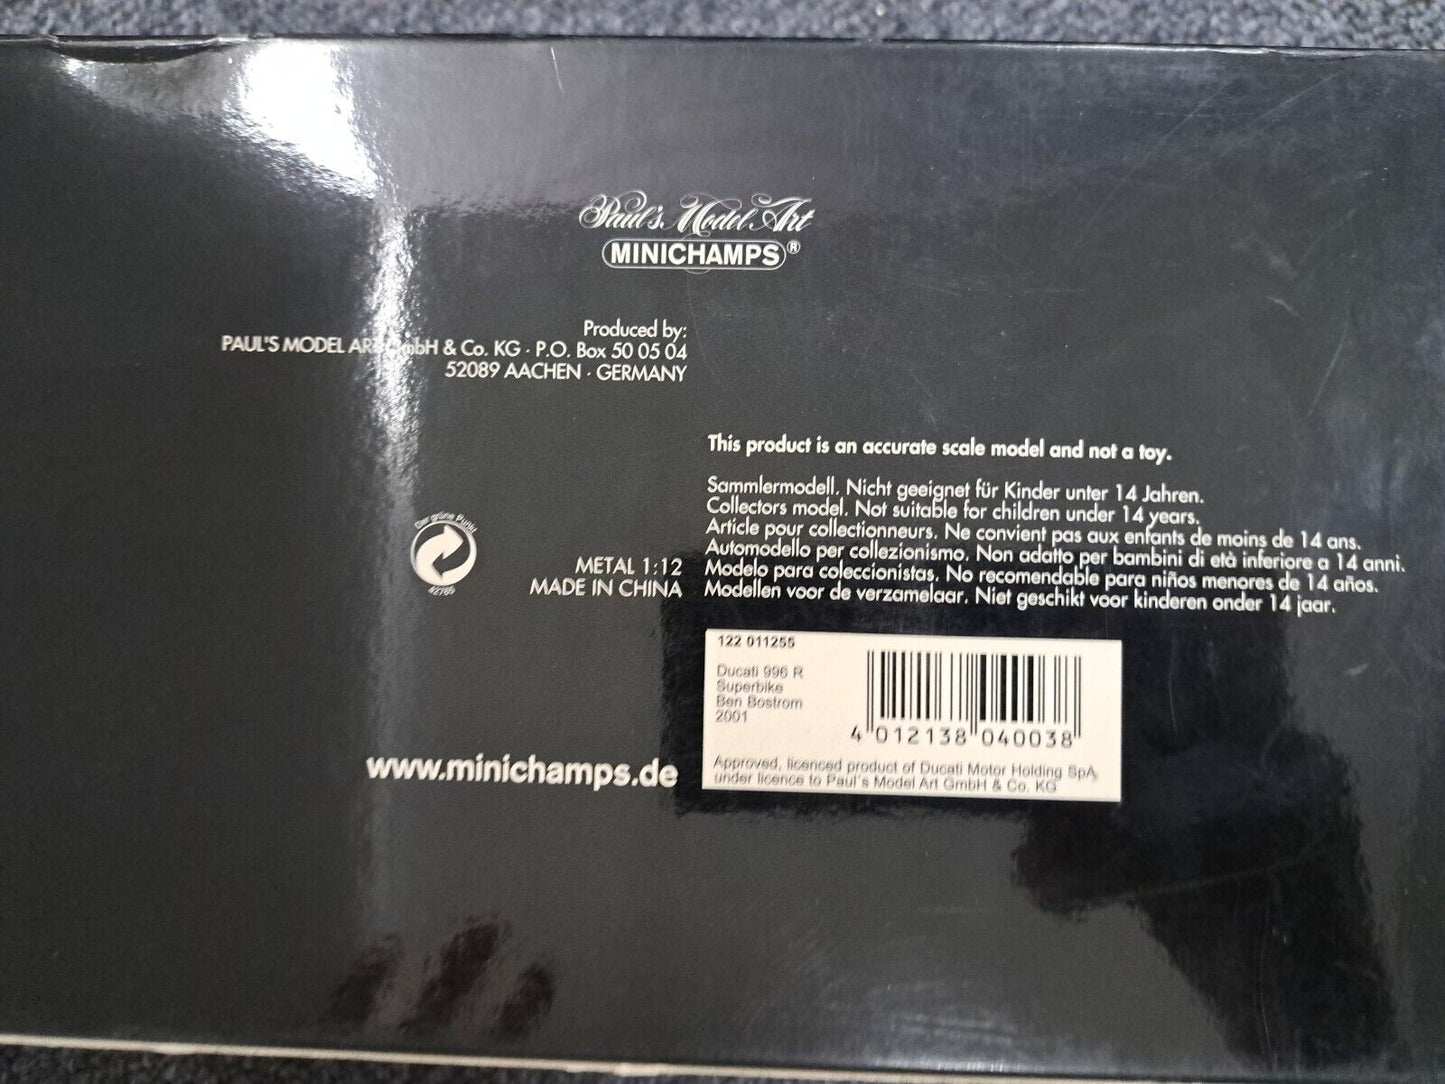 Paul's Model Art
MINICHAMPS®
Produced by:
PAUL'S MODEL ART GmbH & Co. KG · P.O. Box 50 05 04
52089 AACHEN · GERMANY
This product is an accurate scale model and not a toy.
Sammlermodell. Nicht geeignet für Kinder unter 14 Jahren.
Collectors model. Not suitable for children under 14 years.
Article pour collectionneurs. Ne convient pas aux enfants de moins de 14 ans.
Automodello per collezionismo. Non adatto per bambini di età inferiore a 14 anni.
Modelo para coleccionistas. No recomendable para niños menores de 14 años.
Modellen voor de verzamelaar. Niet geschikt voor kinderen onder 14 jaar.
Der grüne Punkt
42785
METAL 1:12
MADE IN CHINA
122 011255
Ducati 996 R
Superbike
Ben Bostrom
2001
4 012138 040038
Approved, licenced product of Ducati Motor Holding SpA
under licence to Paul's Model Art GmbH & Co. KG
www.minichamps.de